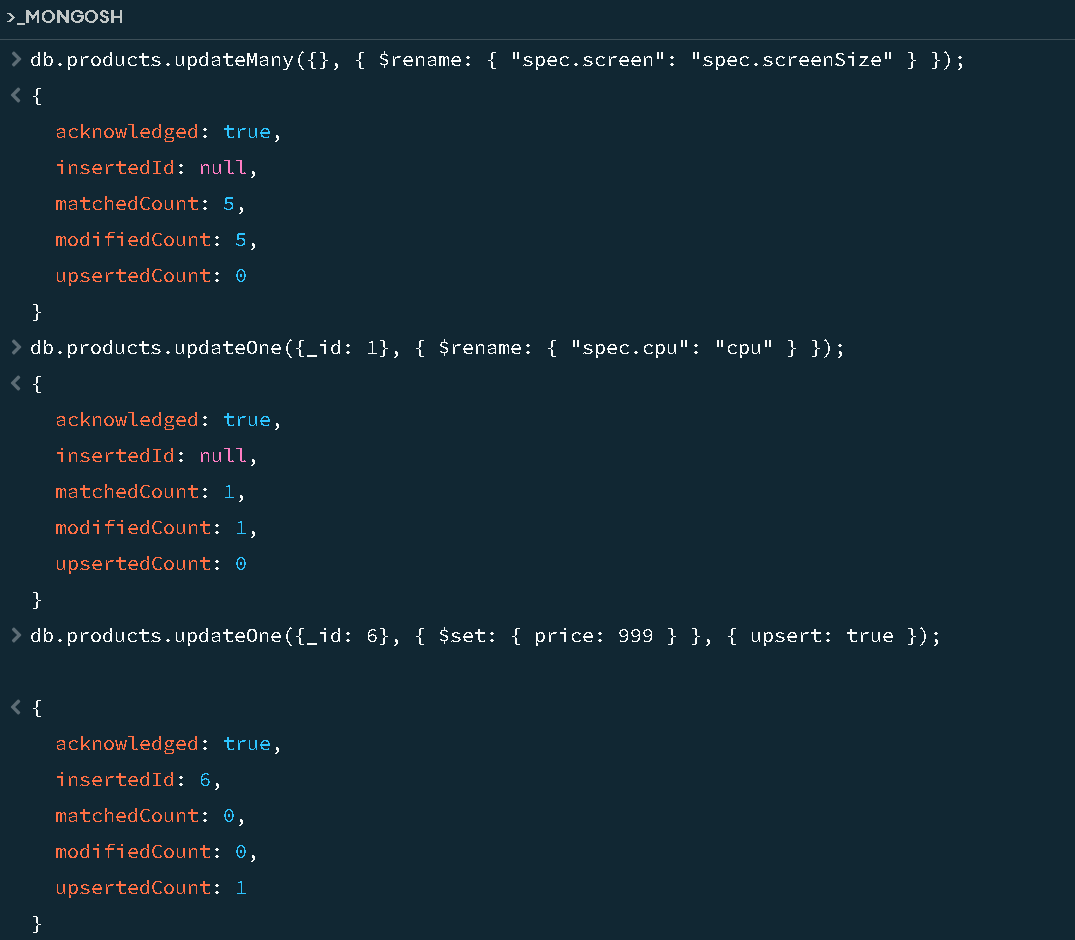 >_MONGOSH
> db.products.updateMany({}, { $rename: { "spec.screen": "spec.screenSize" } });
< {
    acknowledged: true,
    insertedId: null,
    matchedCount: 5,
    modifiedCount: 5,
    upsertedCount: 0
  }
> db.products.updateOne({_id: 1}, { $rename: { "spec.cpu": "cpu" } });
< {
    acknowledged: true,
    insertedId: null,
    matchedCount: 1,
    modifiedCount: 1,
    upsertedCount: 0
  }
> db.products.updateOne({_id: 6}, { $set: { price: 999 } }, { upsert: true });
< {
    acknowledged: true,
    insertedId: 6,
    matchedCount: 0,
    modifiedCount: 0,
    upsertedCount: 1
  }